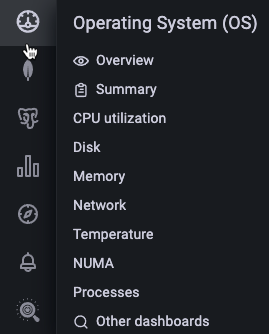 Operating System (OS)
Overview
Summary
CPU utilization
Disk
Memory
Network
Temperature
NUMA
Processes
Other dashboards